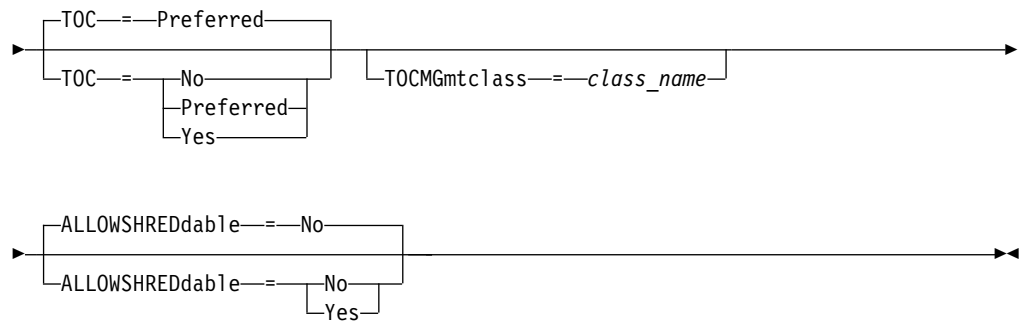 TOC = Preferred
TOC = No
Preferred
Yes
TOCMGmtclass = class_name
ALLOWSHREDdable = No
ALLOWSHREDdable = No
Yes